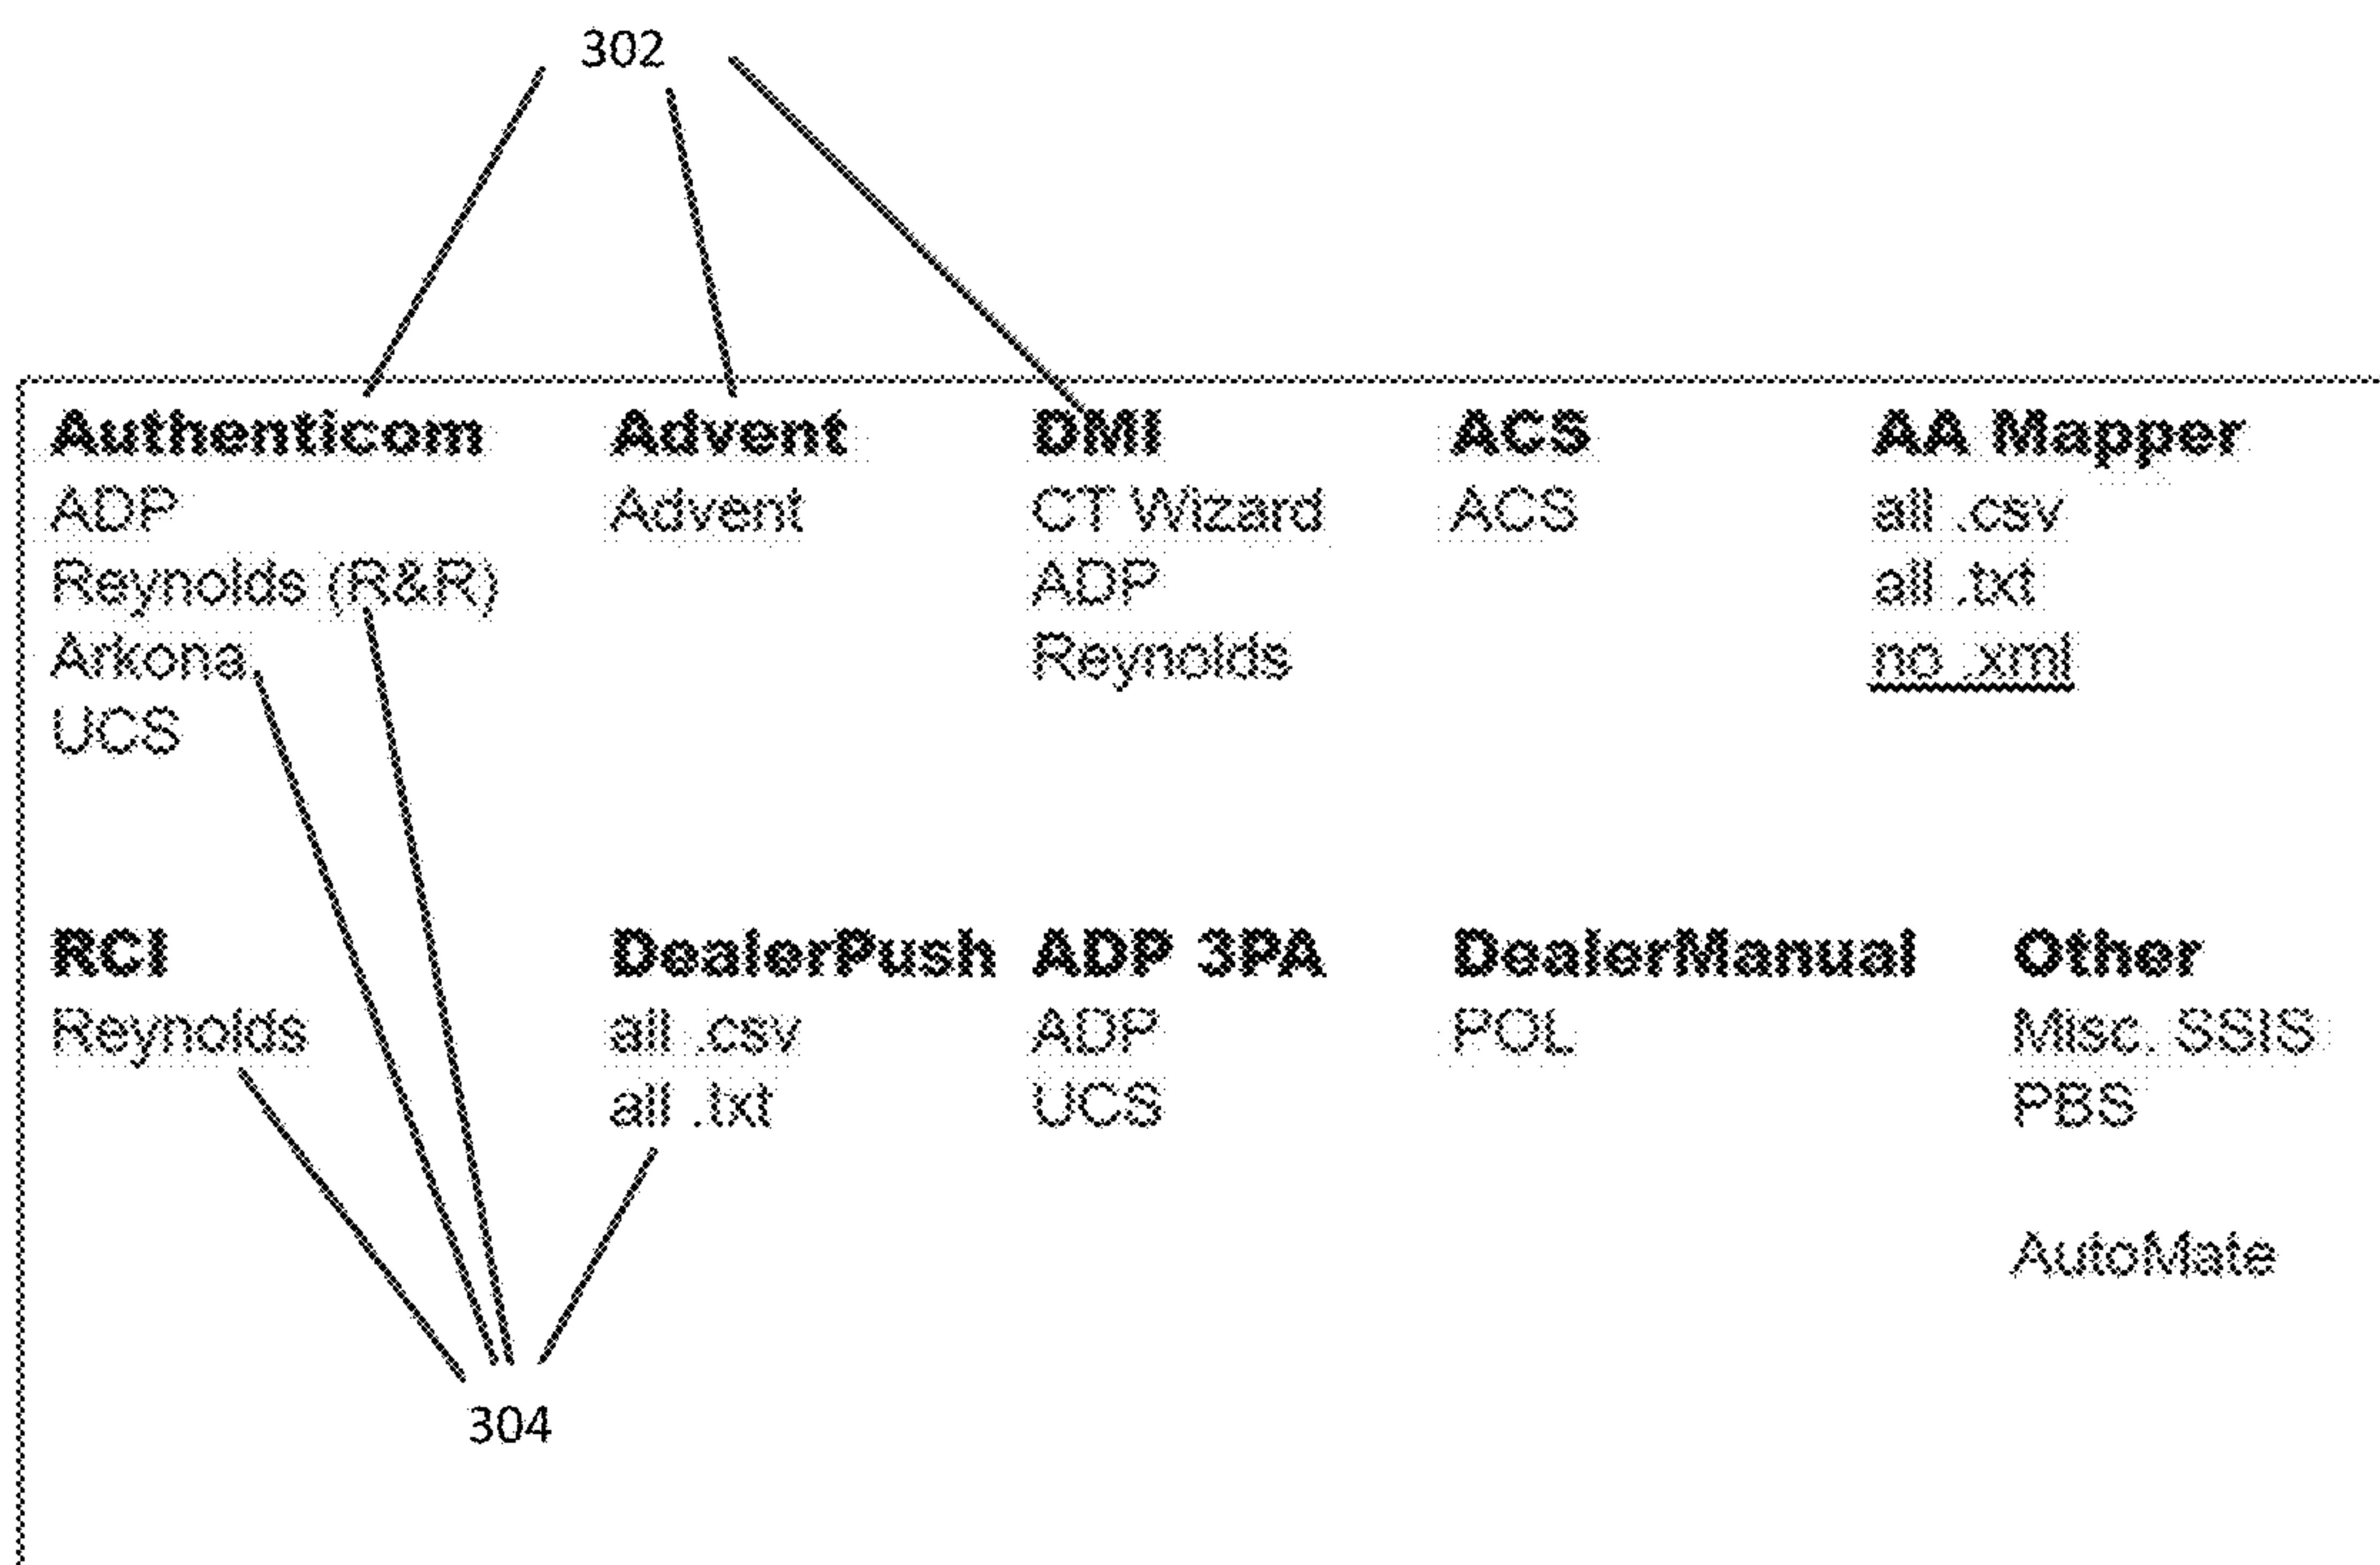 302
Authenticom Advent DMI ACS AA Mapper
ADP Advent CT Wizard ACS all .csv
Reynolds (R&R) ADP all .txt
Arkona Reynolds no .xml
UCS
RCI DealerPush ADP 3PA DealerManual Other
Reynolds all .csv ADP POL Misc. SSIS
all .txt UCS PBS
AutoMate
304